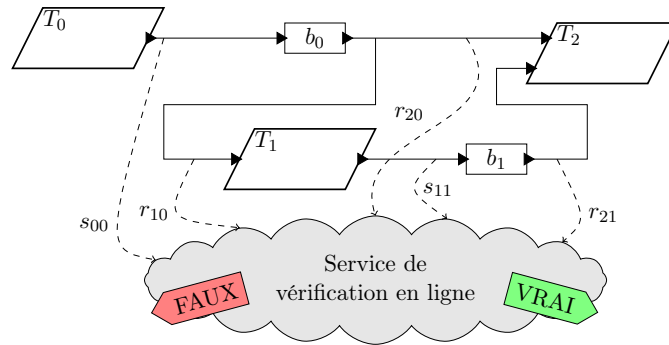 T₀
b₀
T₂
r₂₀
T₁
b₁
s₁₁
r₁₀
s₀₀
r₂₁
Service de
vérification en ligne
FAUX
VRAI